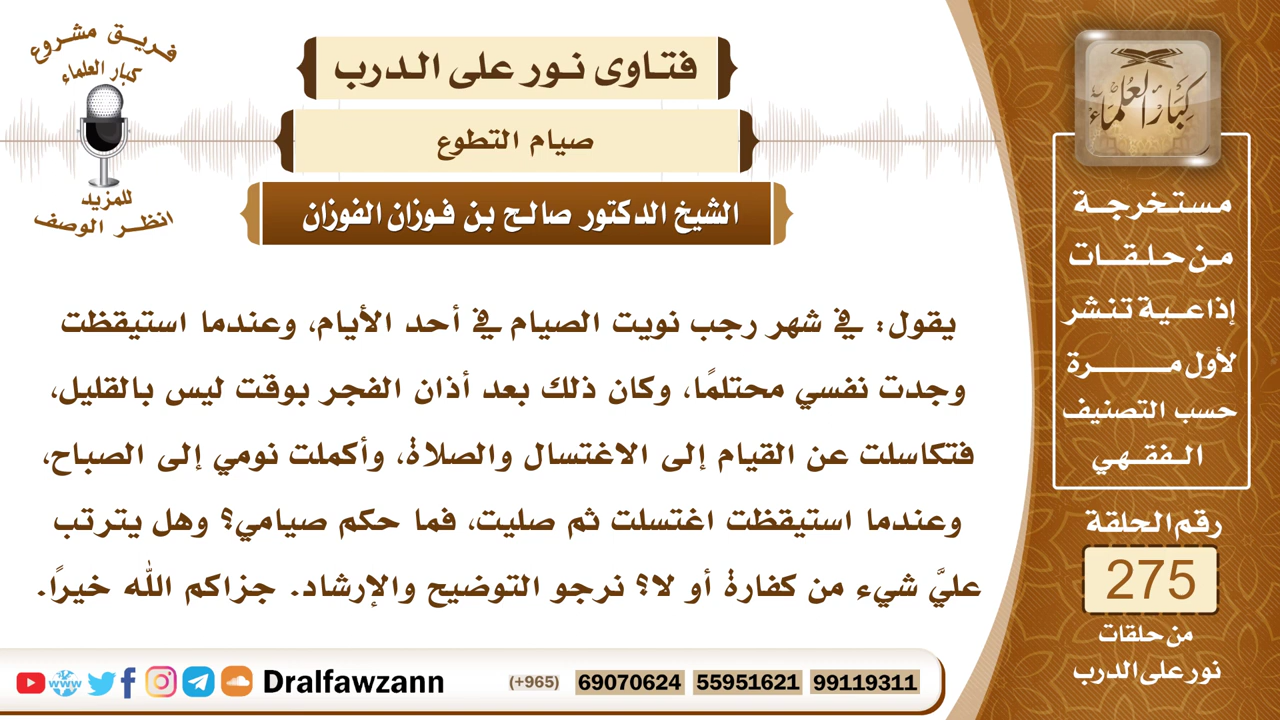 فتاوى نور على الدرب
صيام التطوع
الشيخ الدكتور صالح بن فوزان الفوزان
فريق مشروع
كبار العلماء
للمزيد
انظر الوصف
يقول: في شهر رجب نويت الصيام في أحد الأيام، وعندما استيقظت
وجدت نفسي محتلمًا، وكان ذلك بعد أذان الفجر بوقت ليس بالقليل،
فتكاسلت عن القيام إلى الاغتسال والصلاة، وأكملت نومي إلى الصباح،
وعندما استيقظت اغتسلت ثم صليت، فما حكم صيامي؟ وهل يترتب
عليَّ شيء من كفارة أو لا؟ نرجو التوضيح والإرشاد. جزاكم الله خيرًا.
كِبَارُ العُلَمَاء
مستخرجة
من حلقات
إذاعية تنشر
لأول مرة
حسب التصنيف
الفقهي
رقم الحلقة
275
من حلقات
نور على الدرب
www
Dralfawzann
(+965) 69070624 55951621 99119311